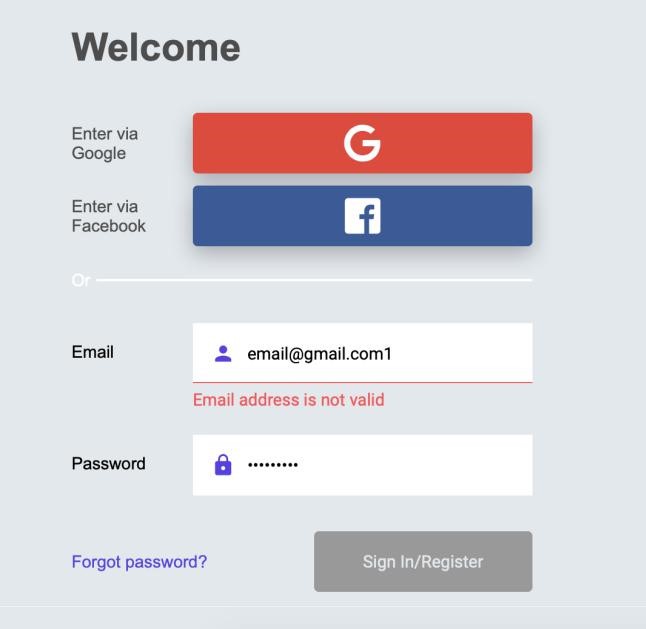 Welcome
Enter via
Google
Enter via
Facebook
Or
Email
email@gmail.com1
Email address is not valid
Password
•••••••••
Forgot password?
Sign In/Register